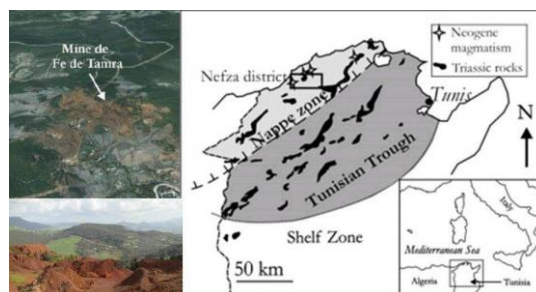 Mine de
Fe de Tamra
Neogene
magmatism
Triassic rocks
Nefza district
Tunis
Nappe zone
N
Tunisian Trough
Shelf Zone
50 km
Italy
Mediterranean Sea
Algeria
Tunisia